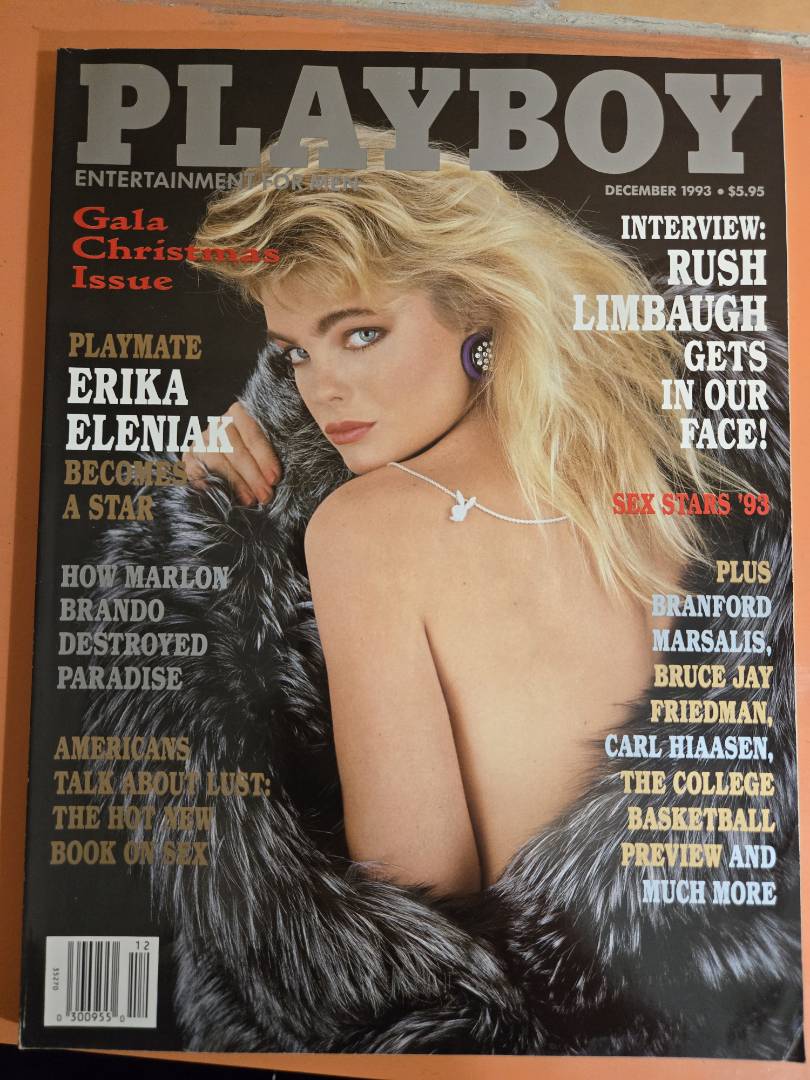 PLAYBOY
ENTERTAINMENT FOR MEN
DECEMBER 1993 • $5.95
Gala
Christmas
Issue
PLAYMATE
ERIKA
ELENIAK
BECOMES
A STAR
HOW MARLON
BRANDO
DESTROYED
PARADISE
AMERICANS
TALK ABOUT LUST:
THE HOT NEW
BOOK ON SEX
INTERVIEW:
RUSH
LIMBAUGH
GETS
IN OUR
FACE!
SEX STARS '93
PLUS
BRANFORD
MARSALIS,
BRUCE JAY
FRIEDMAN,
CARL HIAASEN,
THE COLLEGE
BASKETBALL
PREVIEW AND
MUCH MORE
12
33270
0 300955 0